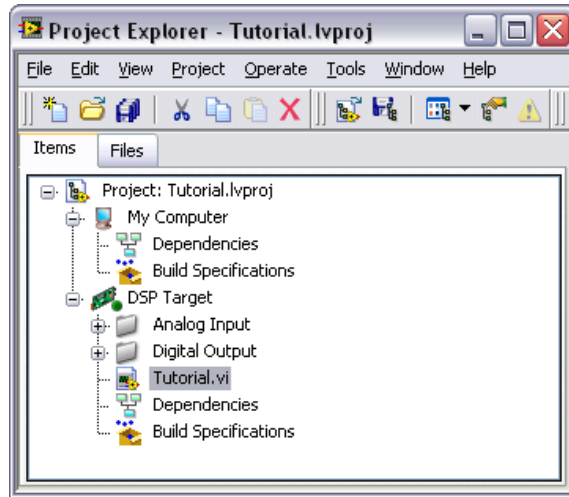 Project Explorer - Tutorial.lvproj
File Edit View Project Operate Tools Window Help
Items Files
Project: Tutorial.lvproj
My Computer
Dependencies
Build Specifications
DSP Target
Analog Input
Digital Output
Tutorial.vi
Dependencies
Build Specifications